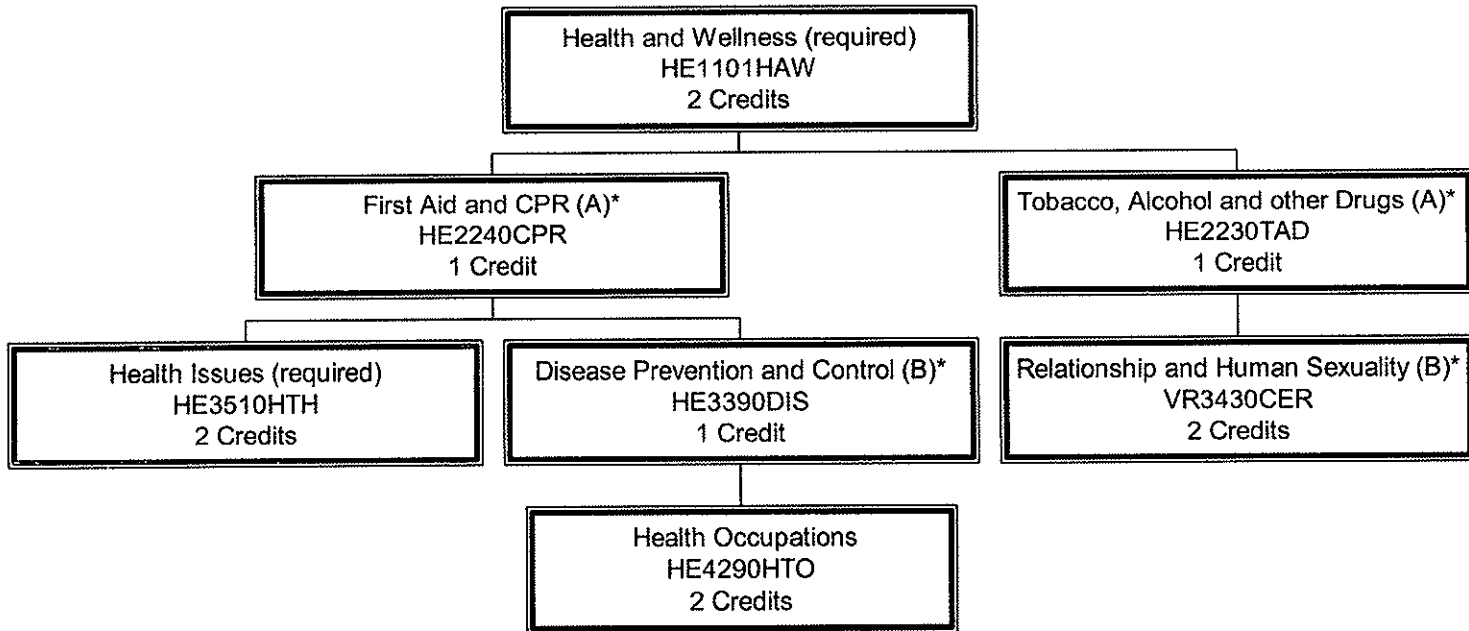 Health and Wellness (required)
HE1101HAW
2 Credits
First Aid and CPR (A)*
HE2240CPR
1 Credit
Tobacco, Alcohol and other Drugs (A)*
HE2230TAD
1 Credit
Health Issues (required)
HE3510HTH
2 Credits
Disease Prevention and Control (B)*
HE3390DIS
1 Credit
Relationship and Human Sexuality (B)*
VR3430CER
2 Credits
Health Occupations
HE4290HTO
2 Credits